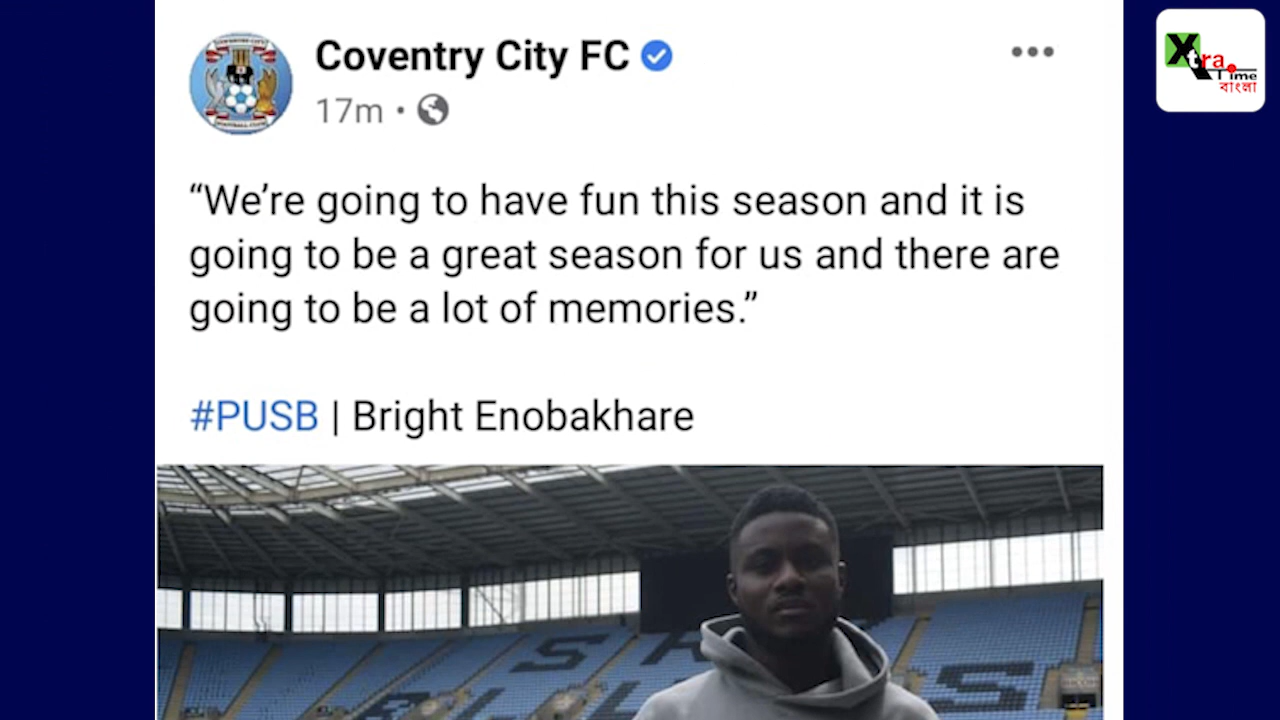 Coventry City FC
17m
Xtra
Time
বাংলা
“We’re going to have fun this season and it is
going to be a great season for us and there are
going to be a lot of memories.”
#PUSB | Bright Enobakhare